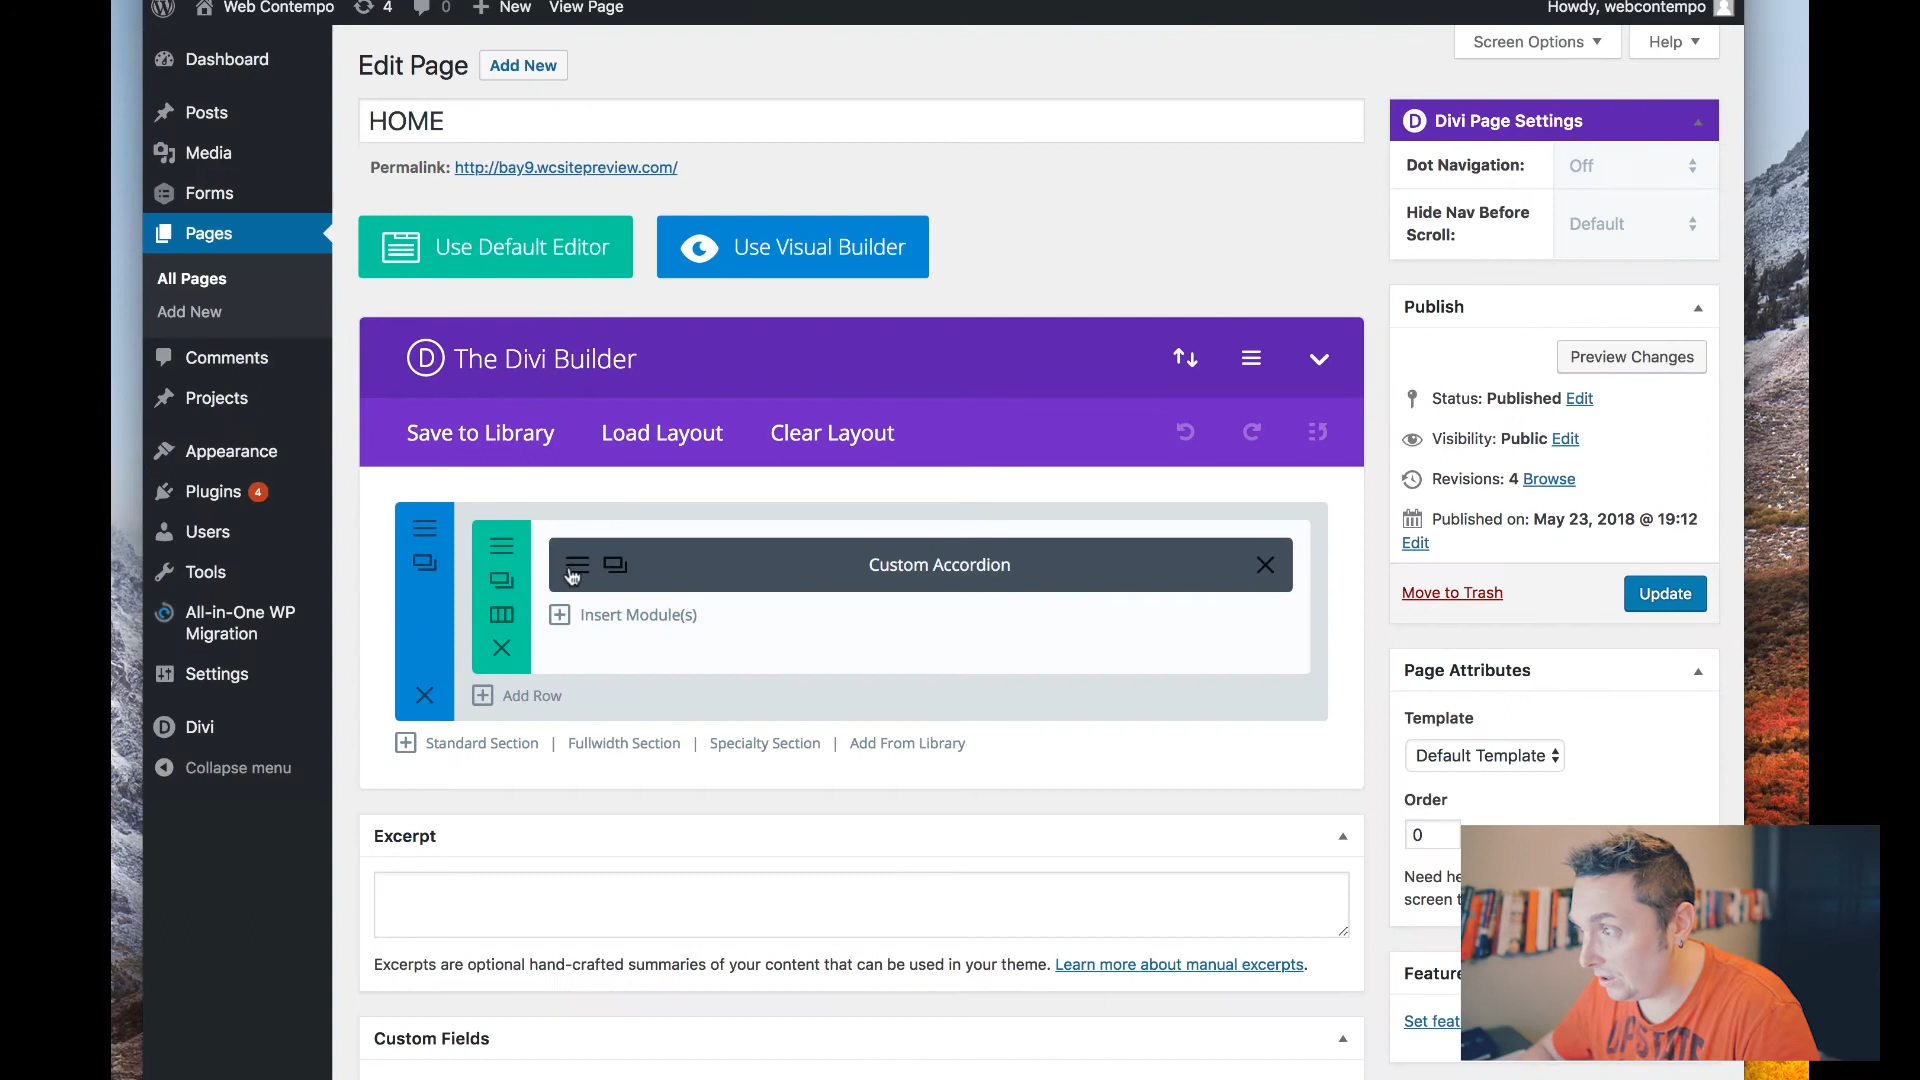 Web Contempo 4 0 New View Page Howdy, webcontempo
Screen Options Help
Dashboard
Posts
Media
Forms
Pages
All Pages
Add New
Comments
Projects
Appearance
Plugins 4
Users
Tools
All-in-One WP
Migration
Settings
Divi
Collapse menu
Edit Page Add New
HOME
Permalink: http://bay9.wcsitepreview.com/
Use Default Editor Use Visual Builder
The Divi Builder
Save to Library Load Layout Clear Layout
Custom Accordion
Insert Module(s)
Add Row
Standard Section | Fullwidth Section | Specialty Section | Add From Library
Excerpt
Excerpts are optional hand-crafted summaries of your content that can be used in your theme. Learn more about manual excerpts.
Custom Fields
Divi Page Settings
Dot Navigation: Off
Hide Nav Before
Scroll:
Default
Publish
Preview Changes
Status: Published Edit
Visibility: Public Edit
Revisions: 4 Browse
Published on: May 23, 2018 @ 19:12
Edit
Move to Trash Update
Page Attributes
Template
Default Template
Order
0
Need he
screen t
Feature
Set feat